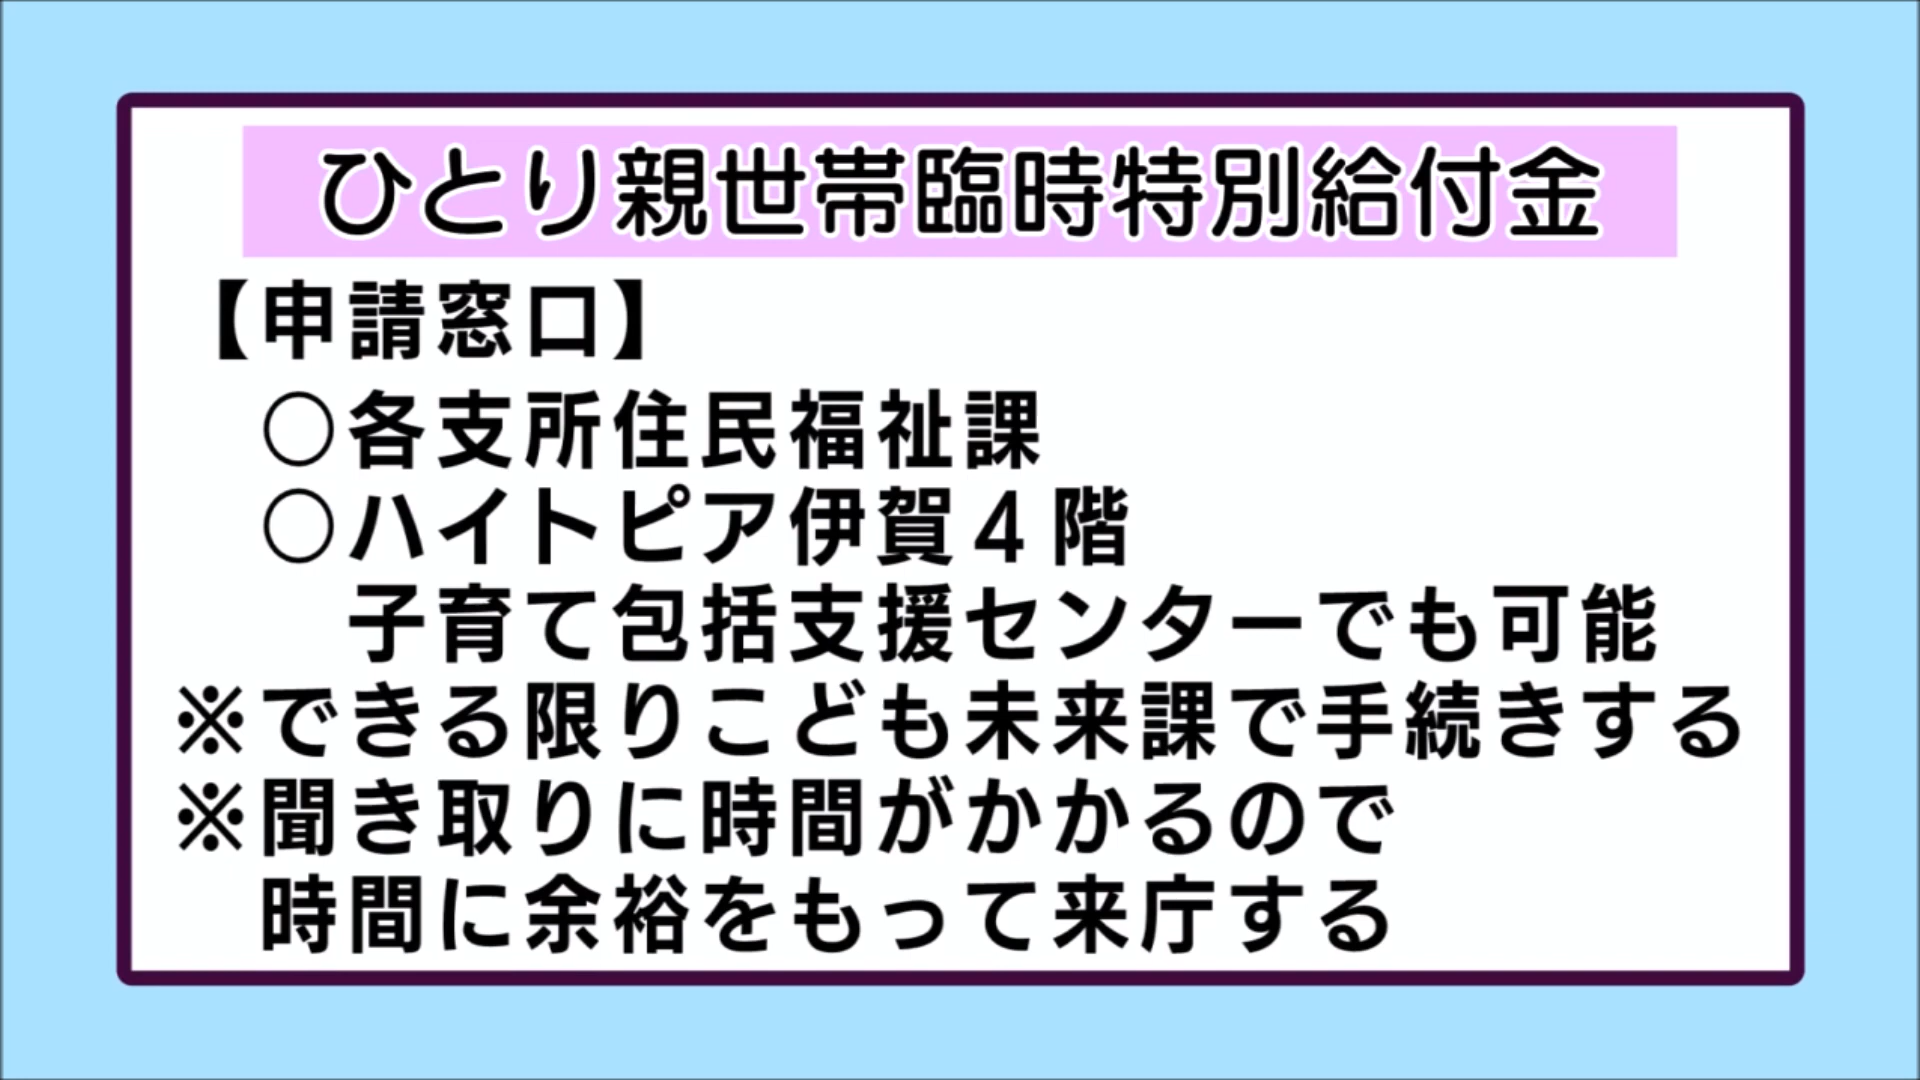 ひとり親世帯臨時特別給付金
【申請窓口】
○各支所住民福祉課
○ハイトピア伊賀４階
子育て包括支援センターでも可能
※できる限りこども未来課で手続きする
※聞き取りに時間がかかるので
時間に余裕をもって来庁する